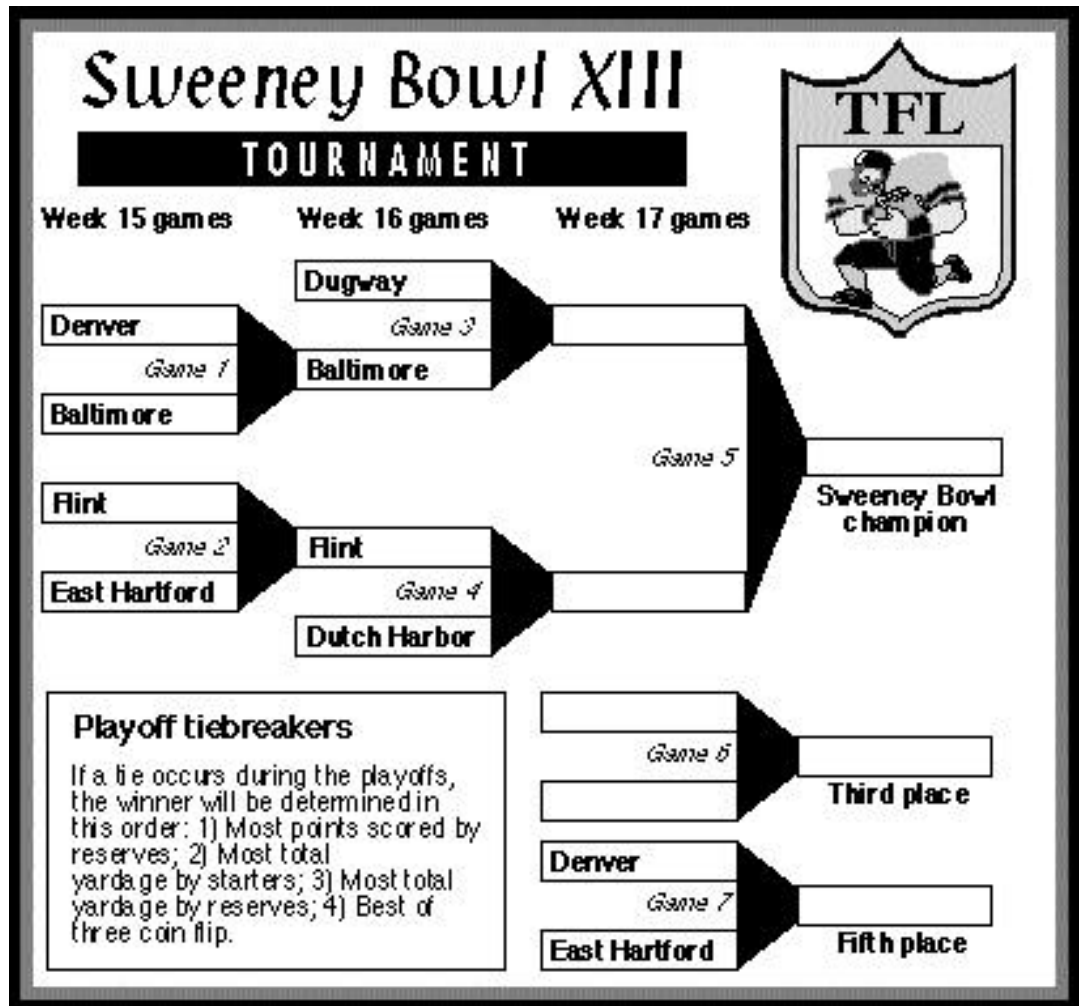 Sweeney Bowl XIII
TFL
TOURNAMENT
Week 15 games
Week 16 games
Week 17 games
Dugway
Denver
Game 3
Game 1
Baltimore
Baltimore
Game 5
Sweeney Bowl
champion
Flint
Game 2
Flint
East Hartford
Game 4
Dutch Harbor
Playoff tiebreakers
If a tie occurs during the playoffs,
the winner will be determined in
this order: 1) Most points scored by
reserves; 2) Most total
yardage by starters; 3) Most total
yardage by reserves; 4) Best of
three coin flip.
Game 6
Third place
Denver
Game 7
East Hartford
Fifth place